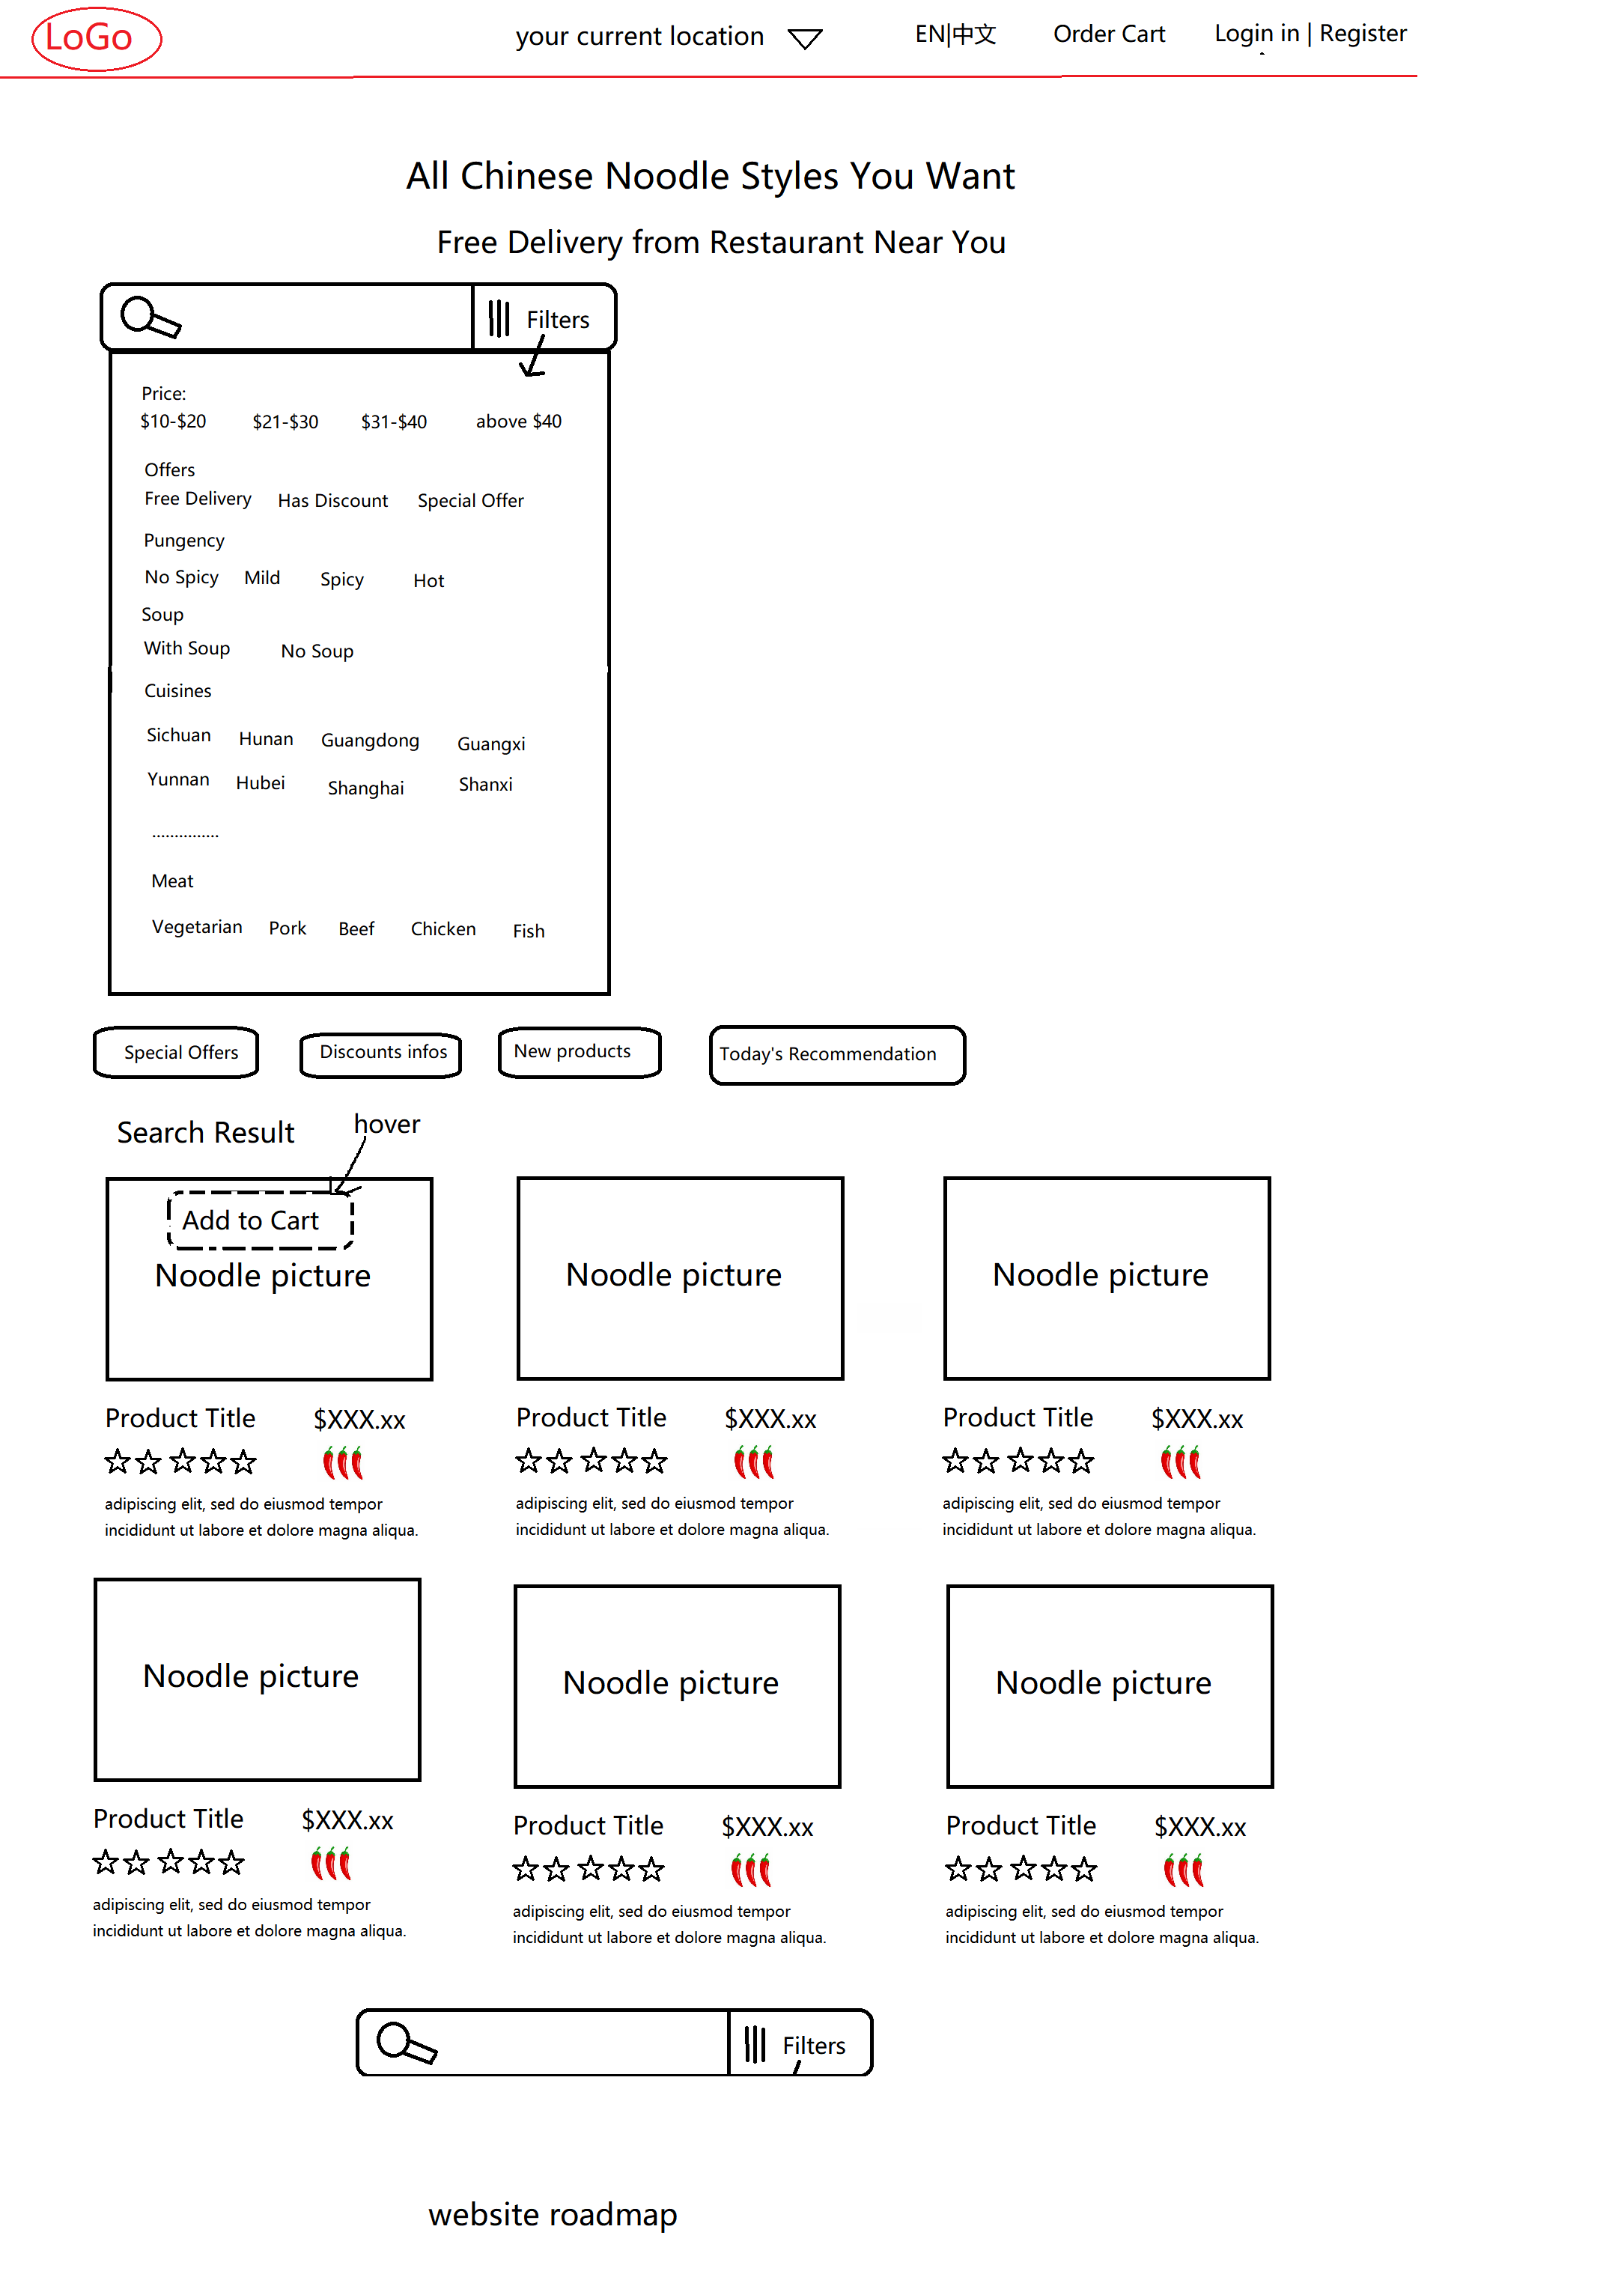 LoGo
your current location
EN|中文
Order Cart
Login in | Register
All Chinese Noodle Styles You Want
Free Delivery from Restaurant Near You
Filters
Price:
$10-$20 $21-$30 $31-$40 above $40
Offers
Free Delivery Has Discount Special Offer
Pungency
No Spicy Mild Spicy Hot
Soup
With Soup No Soup
Cuisines
Sichuan Hunan Guangdong Guangxi
Yunnan Hubei Shanghai Shanxi
...............
Meat
Vegetarian Pork Beef Chicken Fish
Special Offers
Discounts infos
New products
Today's Recommendation
Search Result
hover
Add to Cart
Noodle picture
Noodle picture
Noodle picture
Product Title $XXX.xx
adipiscing elit, sed do eiusmod tempor
incididunt ut labore et dolore magna aliqua.
Product Title $XXX.xx
adipiscing elit, sed do eiusmod tempor
incididunt ut labore et dolore magna aliqua.
Product Title $XXX.xx
adipiscing elit, sed do eiusmod tempor
incididunt ut labore et dolore magna aliqua.
Noodle picture
Noodle picture
Noodle picture
Product Title $XXX.xx
adipiscing elit, sed do eiusmod tempor
incididunt ut labore et dolore magna aliqua.
Product Title $XXX.xx
adipiscing elit, sed do eiusmod tempor
incididunt ut labore et dolore magna aliqua.
Product Title $XXX.xx
adipiscing elit, sed do eiusmod tempor
incididunt ut labore et dolore magna aliqua.
Filters
website roadmap